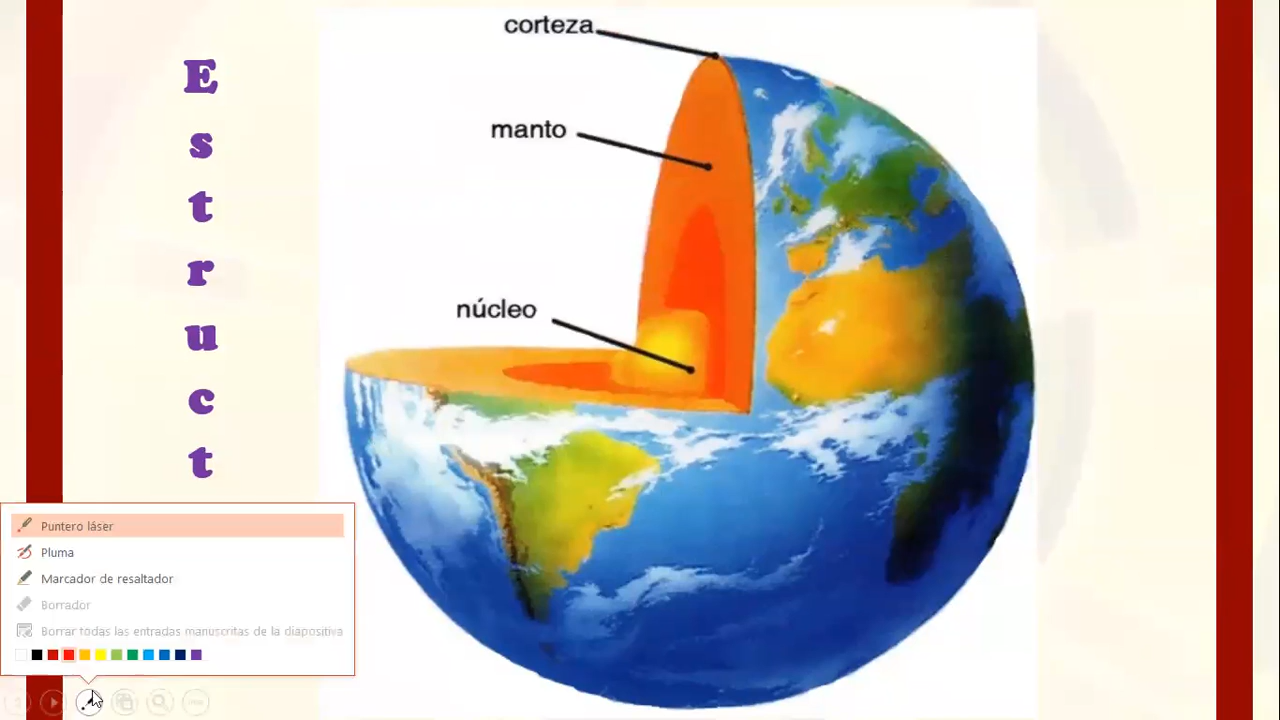 E
s
t
r
u
c
t
corteza
manto
núcleo
Puntero láser
Pluma
Marcador de resaltador
Borrador
Borrar todas las entradas manuscritas de la diapositiva